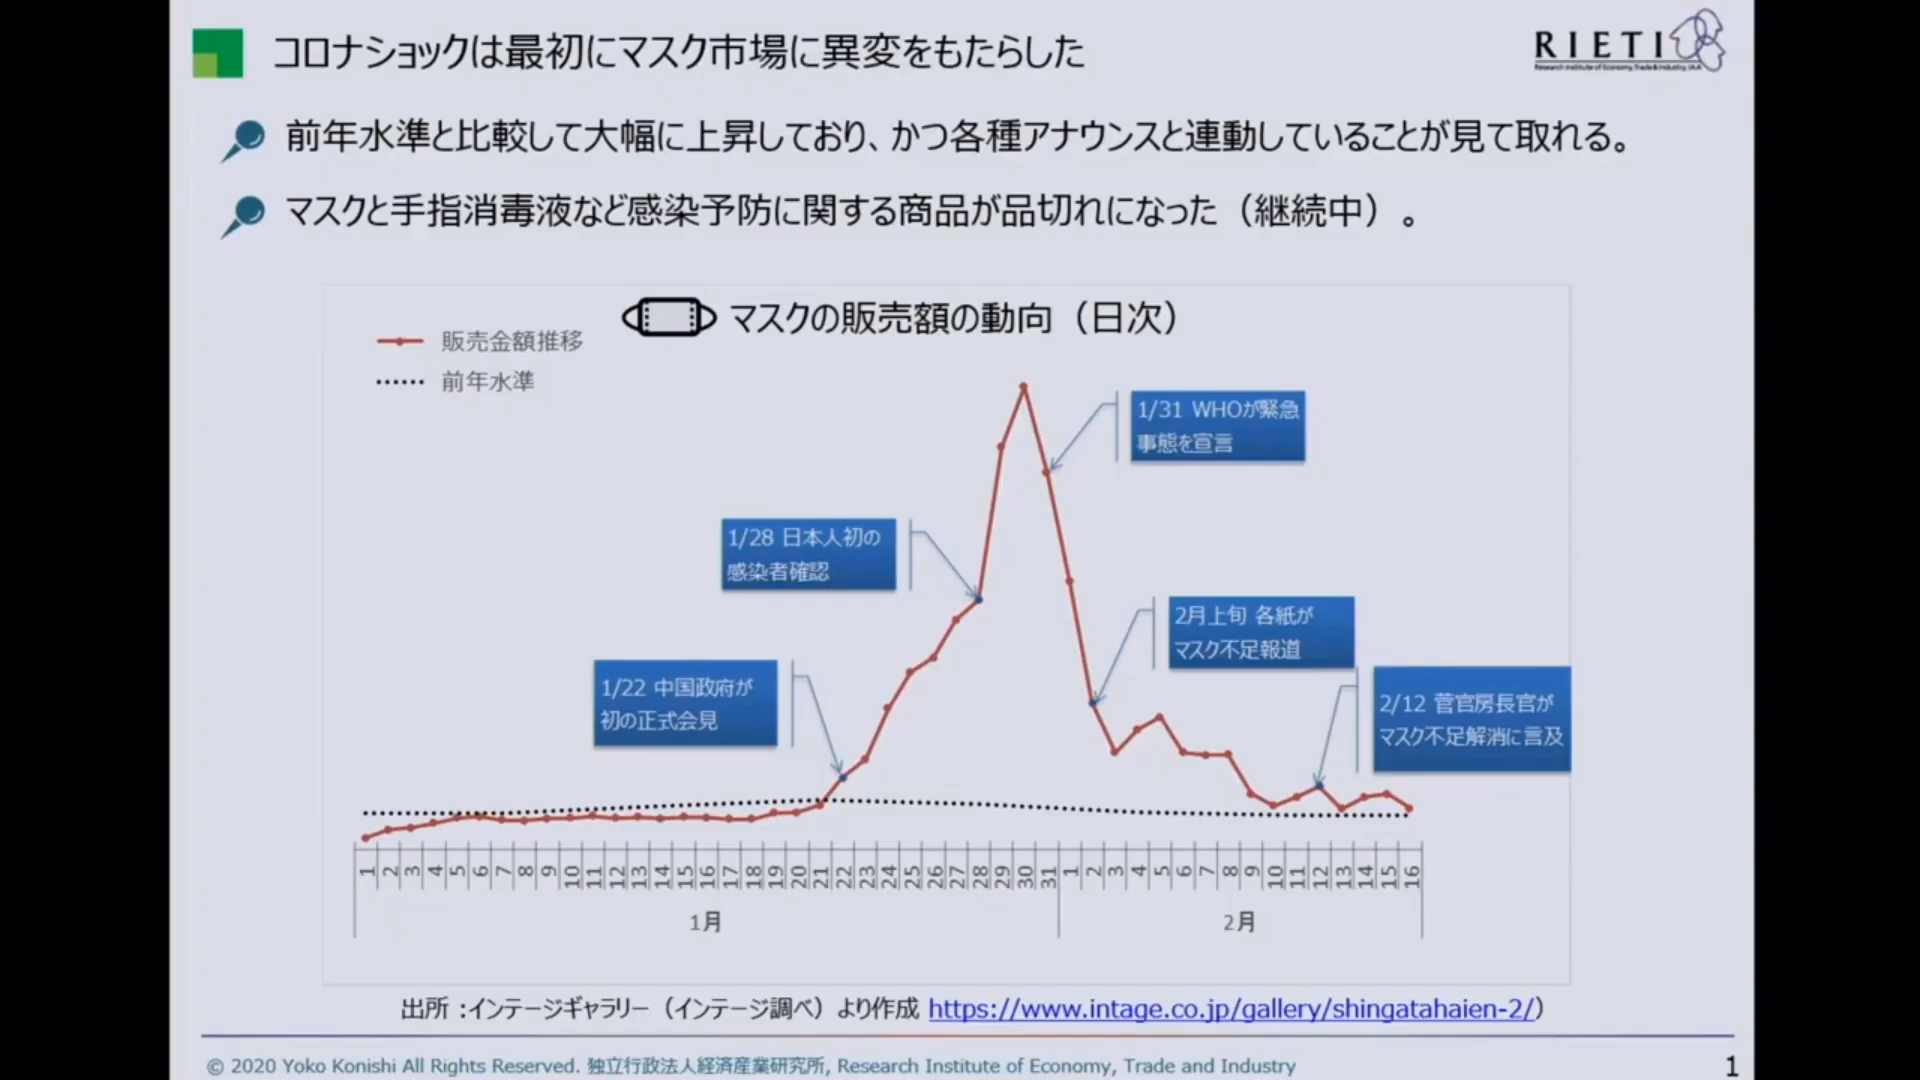 コロナショックは最初にマスク市場に異変をもたらした
RIETI
Research Institute of Economy, Trade & Industry, IAA
前年水準と比較して大幅に上昇しており、かつ各種アナウンスと連動していることが見て取れる。
マスクと手指消毒液など感染予防に関する商品が品切れになった（継続中）。
マスクの販売額の動向（日次）
販売金額推移
前年水準
1/31 WHOが緊急
事態を宣言
1/28 日本人初の
感染者確認
2月上旬 各紙が
マスク不足報道
1/22 中国政府が
初の正式会見
2/12 菅官房長官が
マスク不足解消に言及
1 2 3 4 5 6 7 8 9 10 11 12 13 14 15 16 17 18 19 20 21 22 23 24 25 26 27 28 29 30 31 1 2 3 4 5 6 7 8 9 10 11 12 13 14 15 16
1月 2月
出所：インテージギャラリー（インテージ調べ）より作成 https://www.intage.co.jp/gallery/shingatahaien-2/）
© 2020 Yoko Konishi All Rights Reserved. 独立行政法人経済産業研究所, Research Institute of Economy, Trade and Industry
1